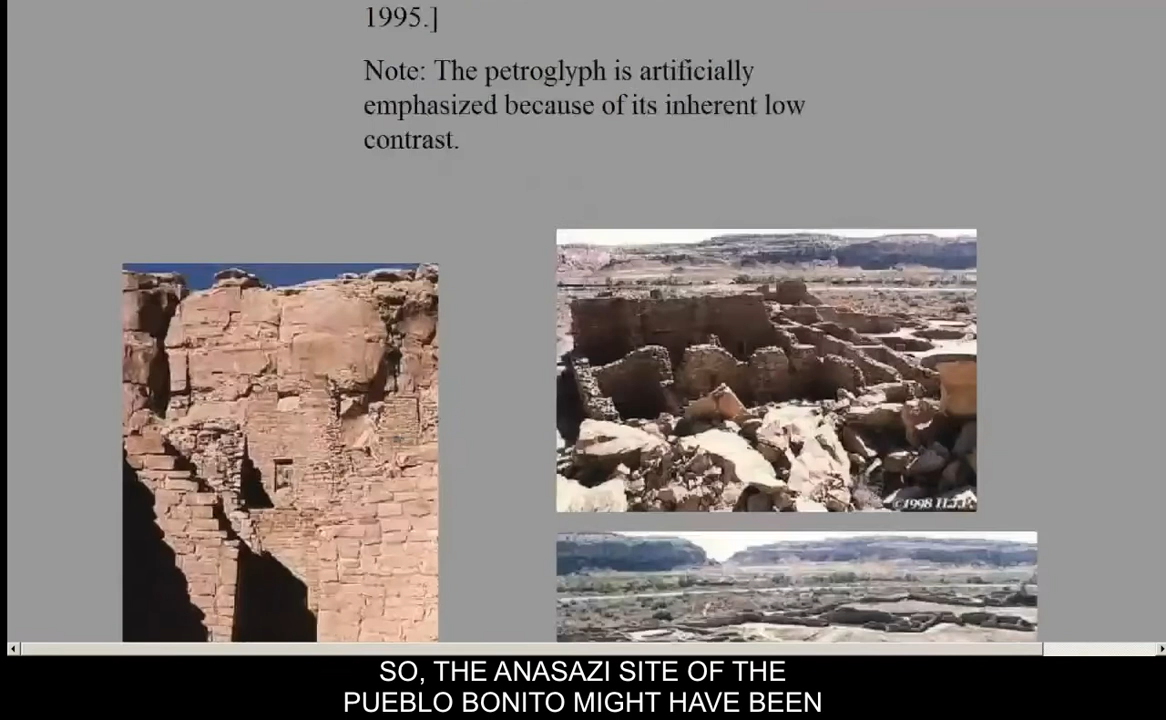 1995.]
Note: The petroglyph is artificially
emphasized because of its inherent low
contrast.
©1998 H.J.P.
SO, THE ANASAZI SITE OF THE
PUEBLO BONITO MIGHT HAVE BEEN